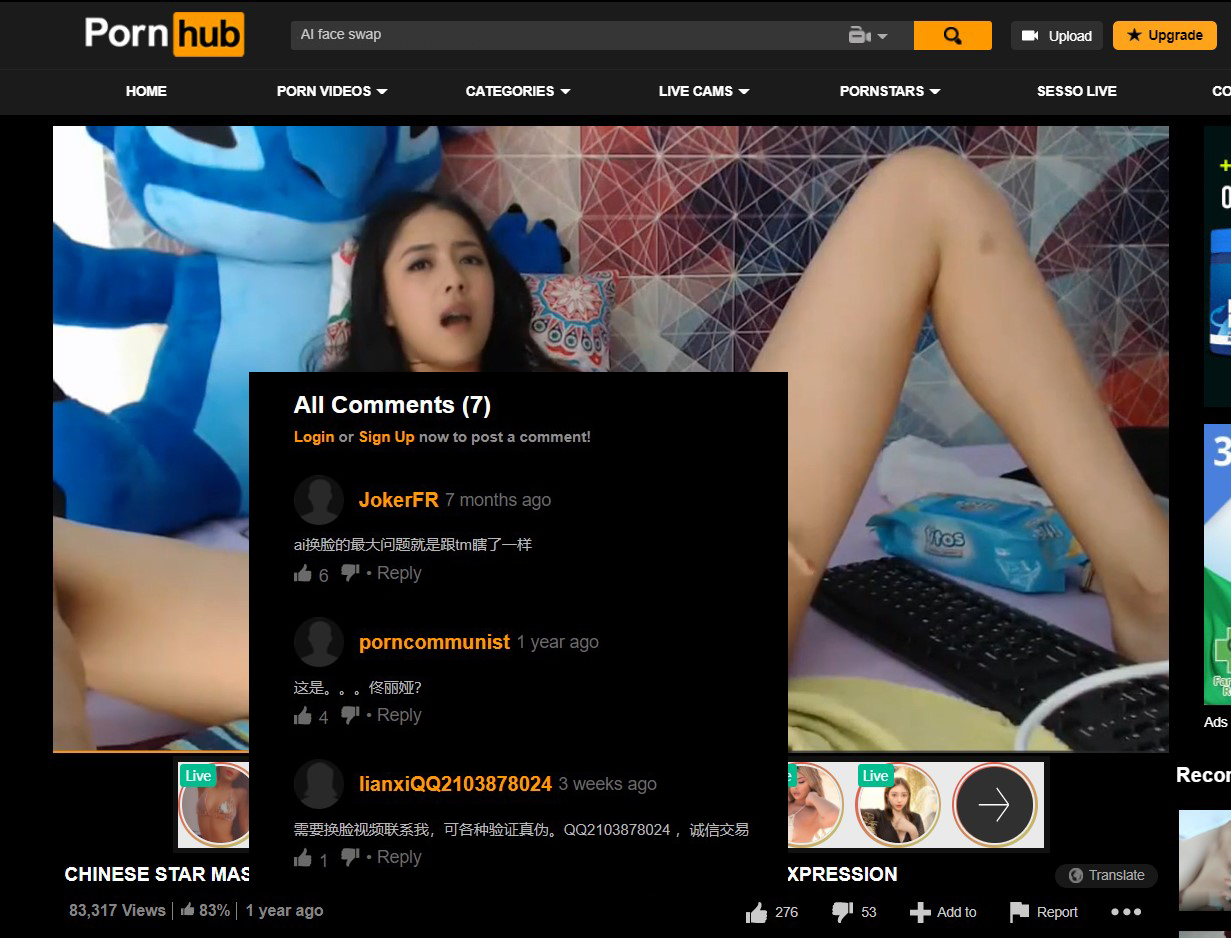 Pornhub
AI face swap
Upload
Upgrade
HOME
PORN VIDEOS
CATEGORIES
LIVE CAMS
PORNSTARS
SESSO LIVE
CO
All Comments (7)
Login or Sign Up now to post a comment!
JokerFR 7 months ago
ai换脸的最大问题就是跟tm瞎了一样
6 • Reply
porncommunist 1 year ago
这是。。。佟丽娅?
4 • Reply
lianxiQQ2103878024 3 weeks ago
需要换脸视频联系我，可各种验证真伪。QQ2103878024 ，诚信交易
1 • Reply
Ads
Live
Live
Recor
CHINESE STAR MAS
XPRESSION
Translate
83,317 Views
83%
1 year ago
276
53
Add to
Report